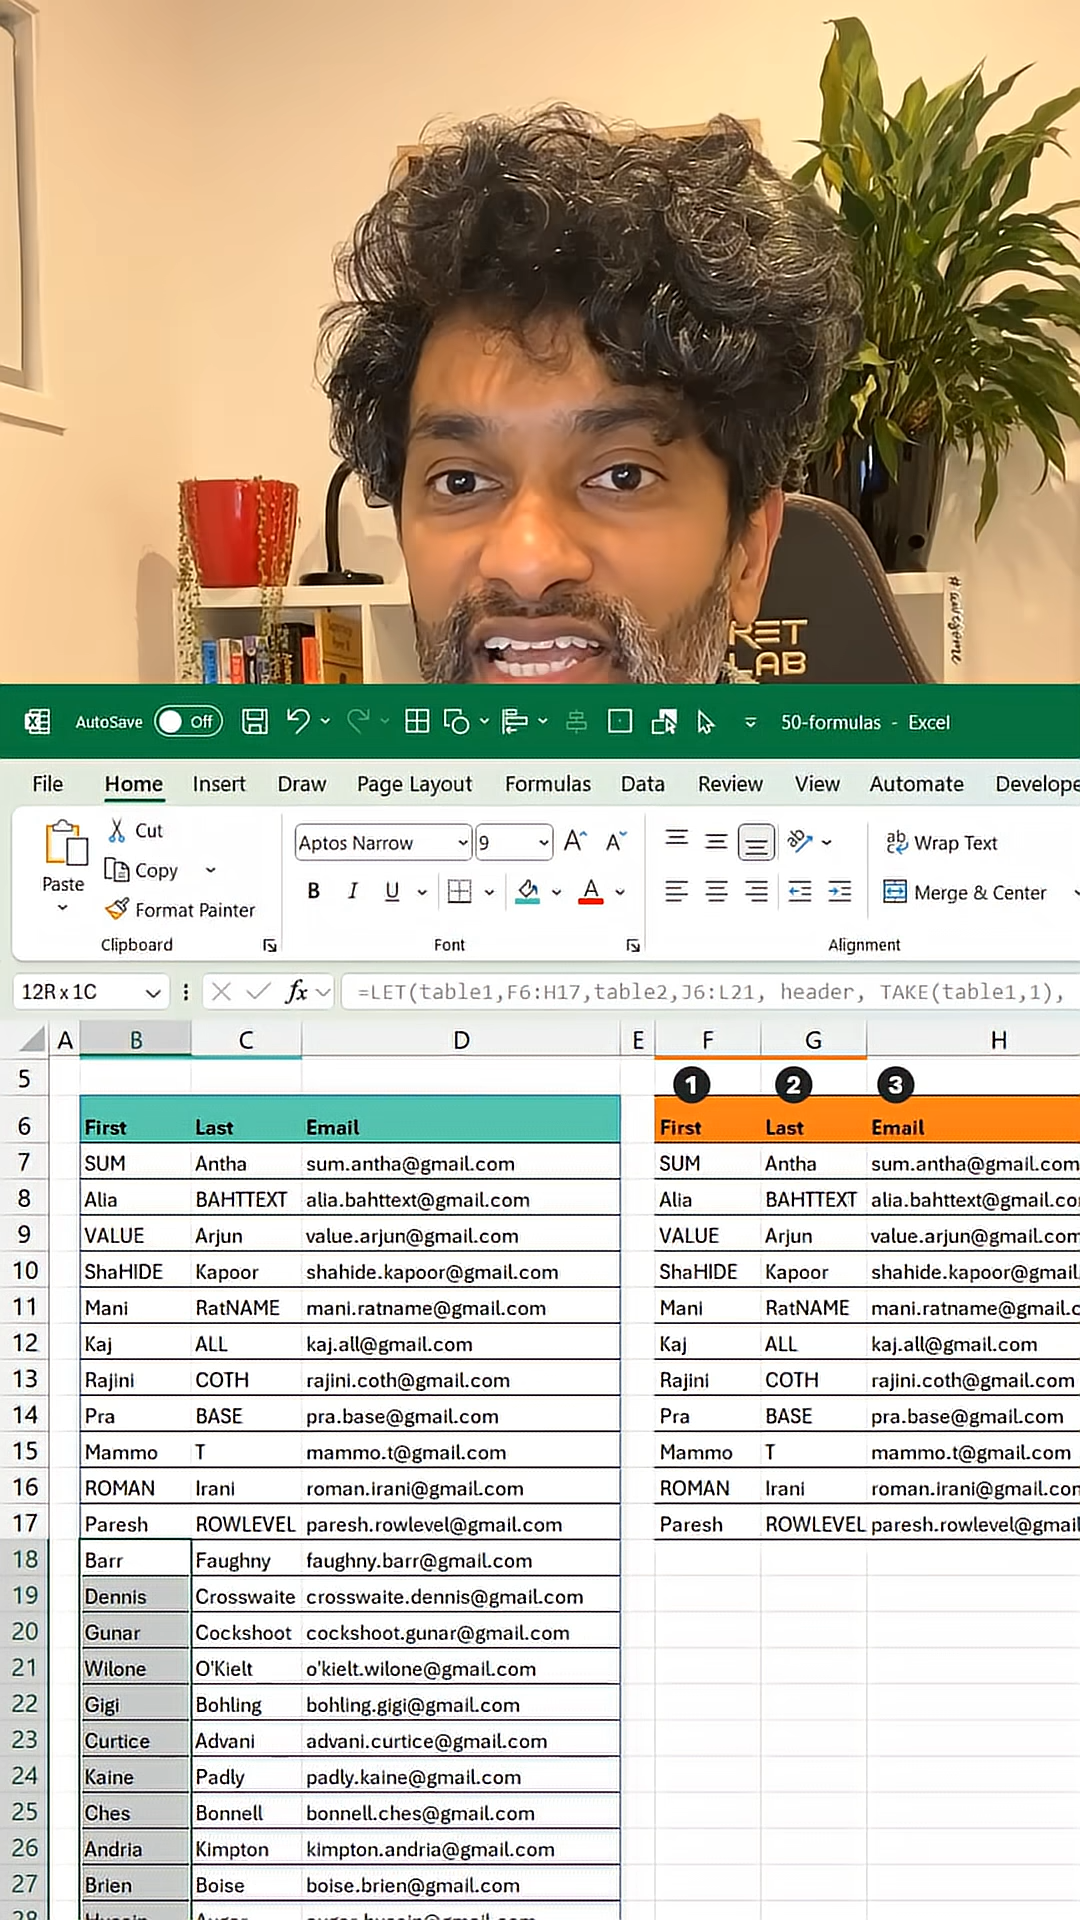 #awesome
RET
LAB
AutoSave Off 50-formulas - Excel
File Home Insert Draw Page Layout Formulas Data Review View Automate Develope
Paste Cut Copy Format Painter
Aptos Narrow 9 A A Wrap Text
B I U A Merge & Center
Clipboard Font Alignment
12R x 1C fx =LET(table1,F6:H17,table2,J6:L21, header, TAKE(table1,1),
A B C D E F G H
5 1 2 3
6 First Last Email First Last Email
7 SUM Antha sum.antha@gmail.com SUM Antha sum.antha@gmail.com
8 Alia BAHTTEXT alia.bahttext@gmail.com Alia BAHTTEXT alia.bahttext@gmail.co
9 VALUE Arjun value.arjun@gmail.com VALUE Arjun value.arjun@gmail.com
10 ShaHIDE Kapoor shahide.kapoor@gmail.com ShaHIDE Kapoor shahide.kapoor@gmail.
11 Mani RatNAME mani.ratname@gmail.com Mani RatNAME mani.ratname@gmail.c
12 Kaj ALL kaj.all@gmail.com Kaj ALL kaj.all@gmail.com
13 Rajini COTH rajini.coth@gmail.com Rajini COTH rajini.coth@gmail.com
14 Pra BASE pra.base@gmail.com Pra BASE pra.base@gmail.com
15 Mammo T mammo.t@gmail.com Mammo T mammo.t@gmail.com
16 ROMAN Irani roman.irani@gmail.com ROMAN Irani roman.irani@gmail.com
17 Paresh ROWLEVEL paresh.rowlevel@gmail.com Paresh ROWLEVEL paresh.rowlevel@gmail
18 Barr Faughny faughny.barr@gmail.com
19 Dennis Crosswaite crosswaite.dennis@gmail.com
20 Gunar Cockshoot cockshoot.gunar@gmail.com
21 Wilone O'Kielt o'kielt.wilone@gmail.com
22 Gigi Bohling bohling.gigi@gmail.com
23 Curtice Advani advani.curtice@gmail.com
24 Kaine Padly padly.kaine@gmail.com
25 Ches Bonnell bonnell.ches@gmail.com
26 Andria Kimpton kimpton.andria@gmail.com
27 Brien Boise boise.brien@gmail.com
28